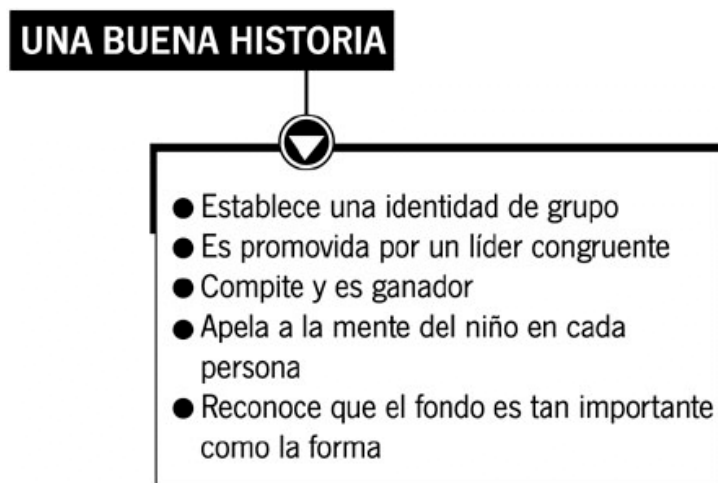 UNA BUENA HISTORIA
● Establece una identidad de grupo
● Es promovida por un líder congruente
● Compite y es ganador
● Apela a la mente del niño en cada
persona
● Reconoce que el fondo es tan importante
como la forma